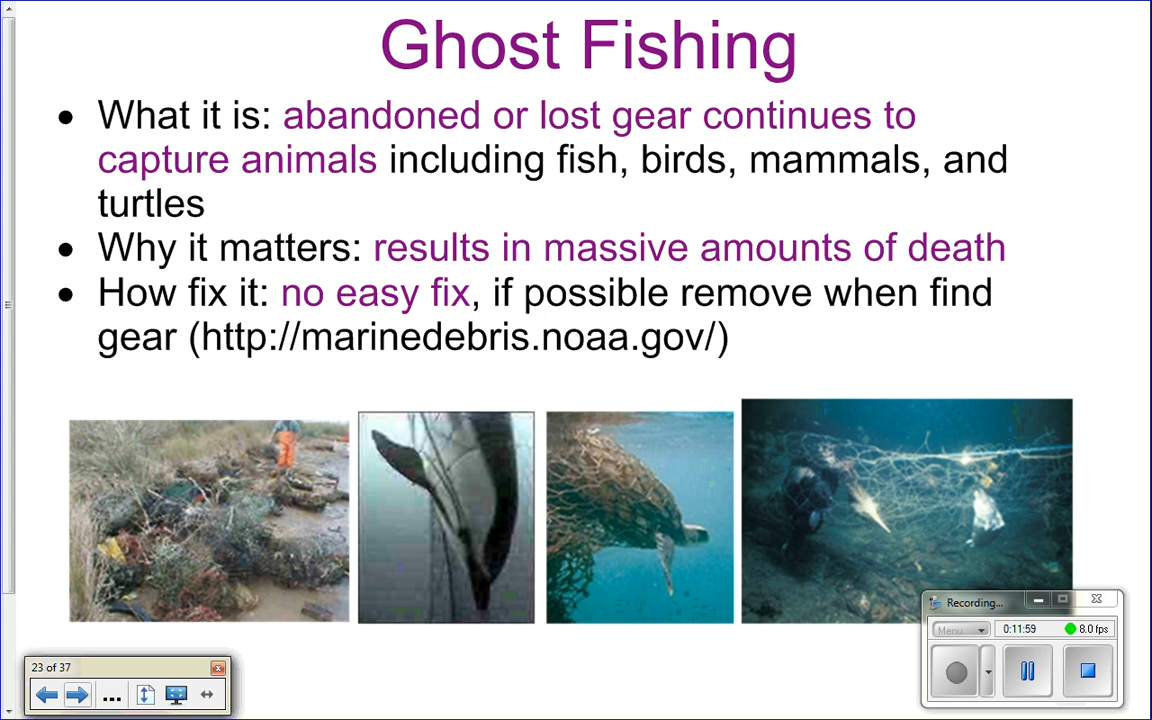 Ghost Fishing
● What it is: abandoned or lost gear continues to
capture animals including fish, birds, mammals, and
turtles
● Why it matters: results in massive amounts of death
● How fix it: no easy fix, if possible remove when find
gear (http://marinedebris.noaa.gov/)
Recording...
Menu 0:11:59 8.0 fps
23 of 37
...